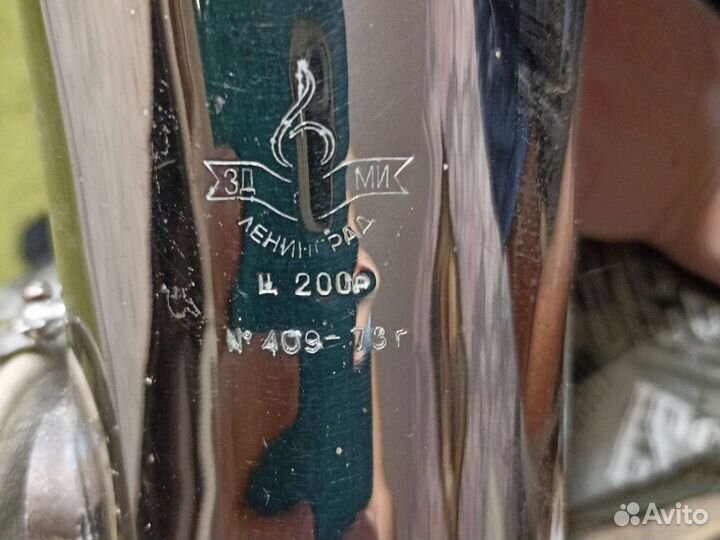 ЗД МИ
ЛЕНИНГРАД
Ц 200Р
№ 409-73г
Avito